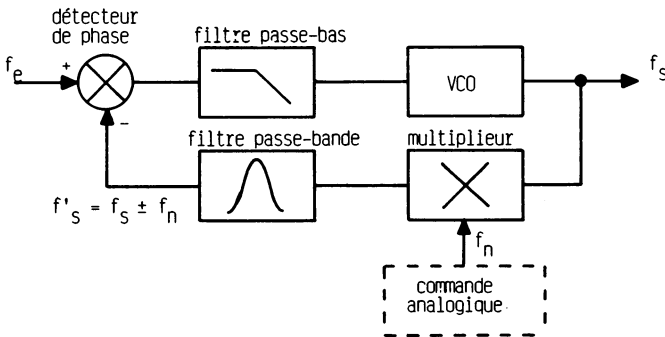 détecteur
de phase
filtre passe-bas
f_e
+
−
VCO
f_s
filtre passe-bande
multiplieur
f'_s = f_s ± f_n
f_n
commande
analogique